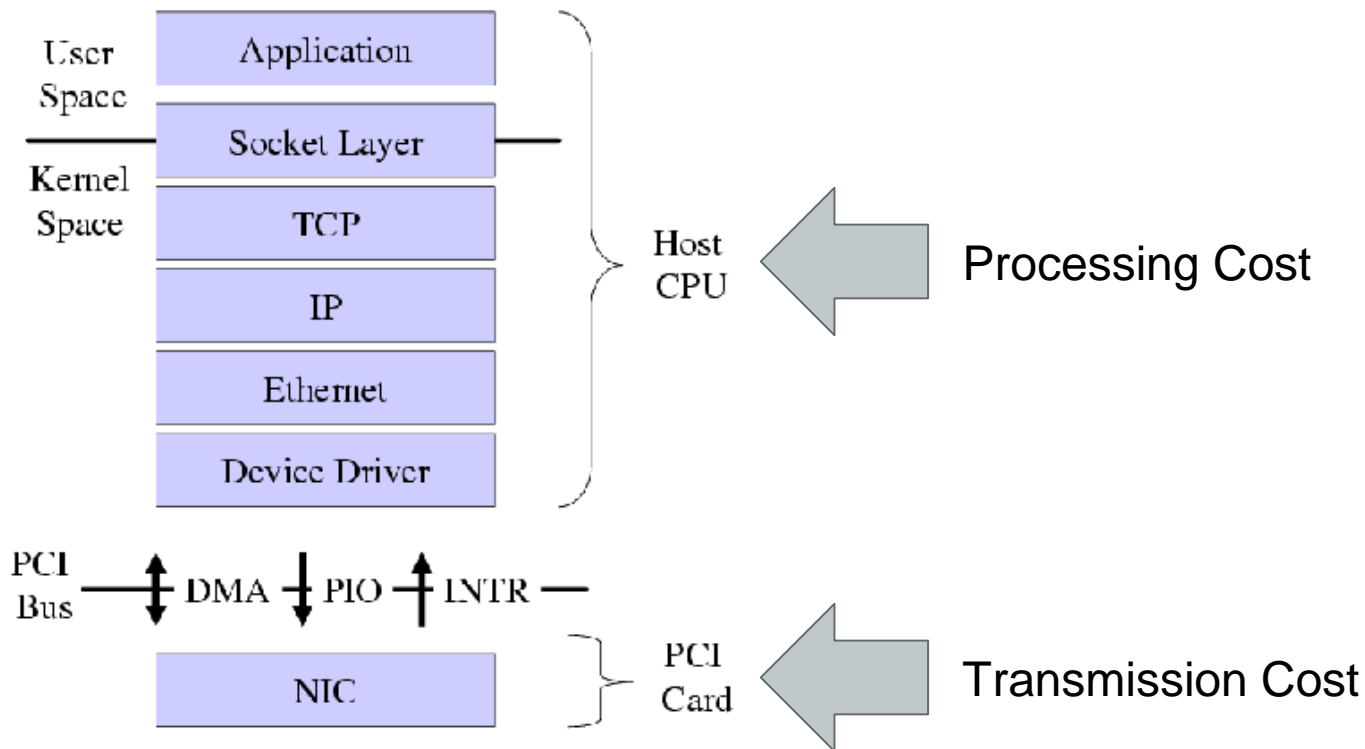 User
Space
Application
Socket Layer
Kernel
Space
TCP
IP
Ethernet
Device Driver
Host
CPU
Processing Cost
PCI
Bus
DMA
PIO
INTR
NIC
PCI
Card
Transmission Cost